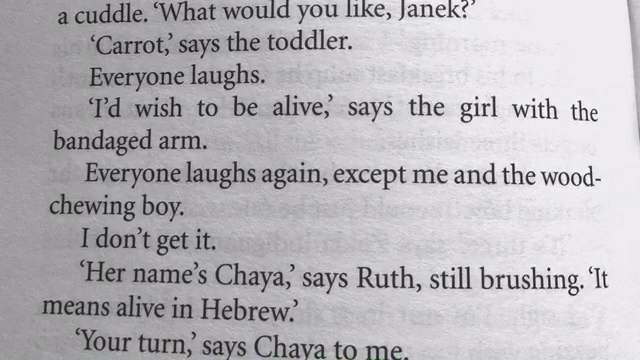 a cuddle. ‘What would you like, Janek?’
‘Carrot,’ says the toddler.
Everyone laughs.
‘I’d wish to be alive,’ says the girl with the
bandaged arm.
Everyone laughs again, except me and the wood-
chewing boy.
I don’t get it.
‘Her name’s Chaya,’ says Ruth, still brushing. ‘It
means alive in Hebrew.’
‘Your turn,’ says Chaya to me.